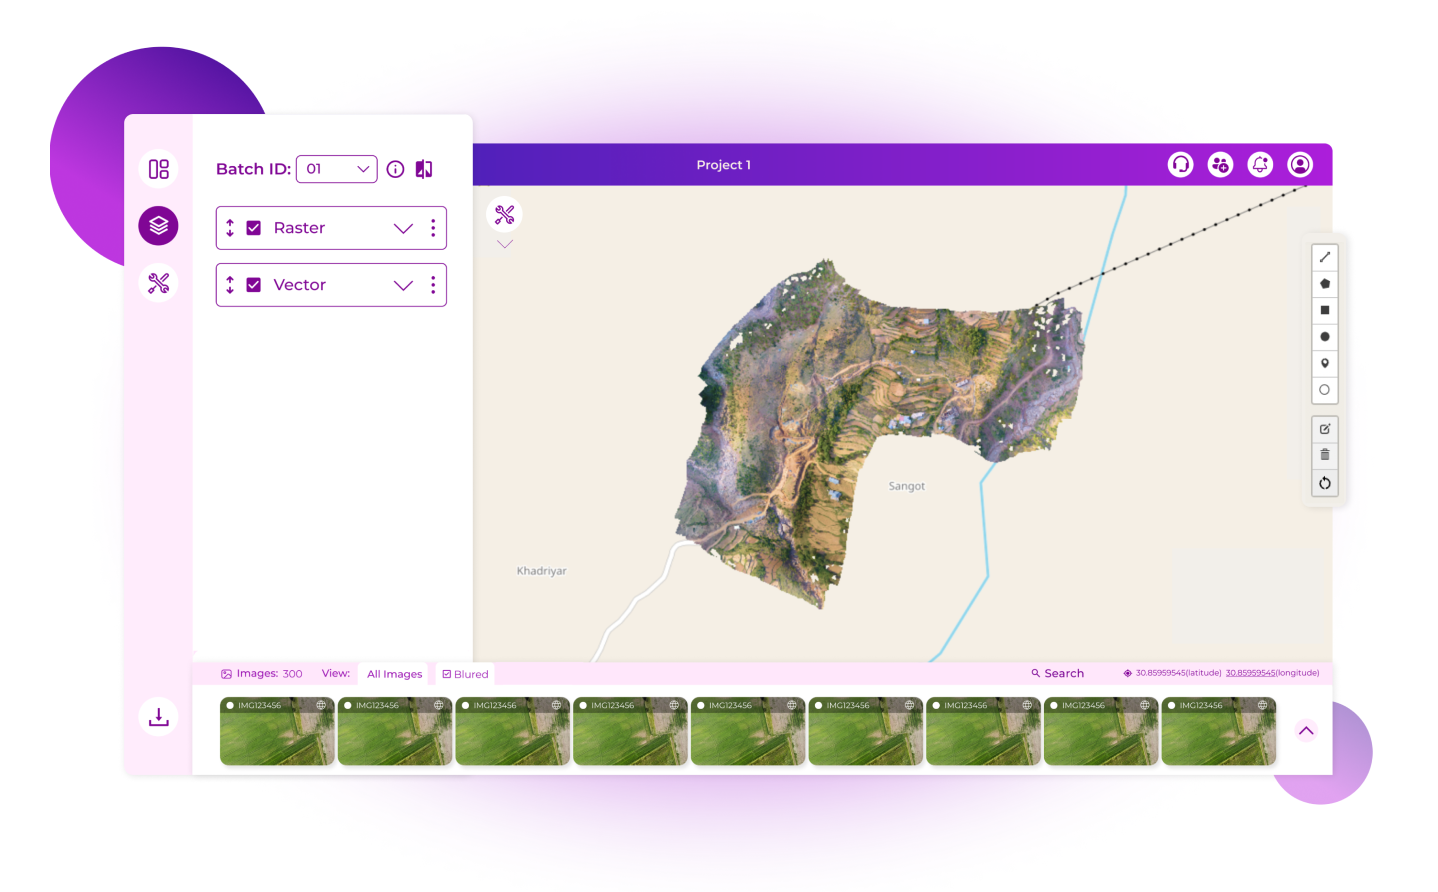 Project 1
Batch ID: 01
Raster
Vector
Sangot
Khadriyar
Images: 300 View: All Images Blured Search 30.85959545(latitude) 30.85959545(longitude)
IMG123456 IMG123456 IMG123456 IMG123456 IMG123456 IMG123456 IMG123456 IMG123456 IMG123456